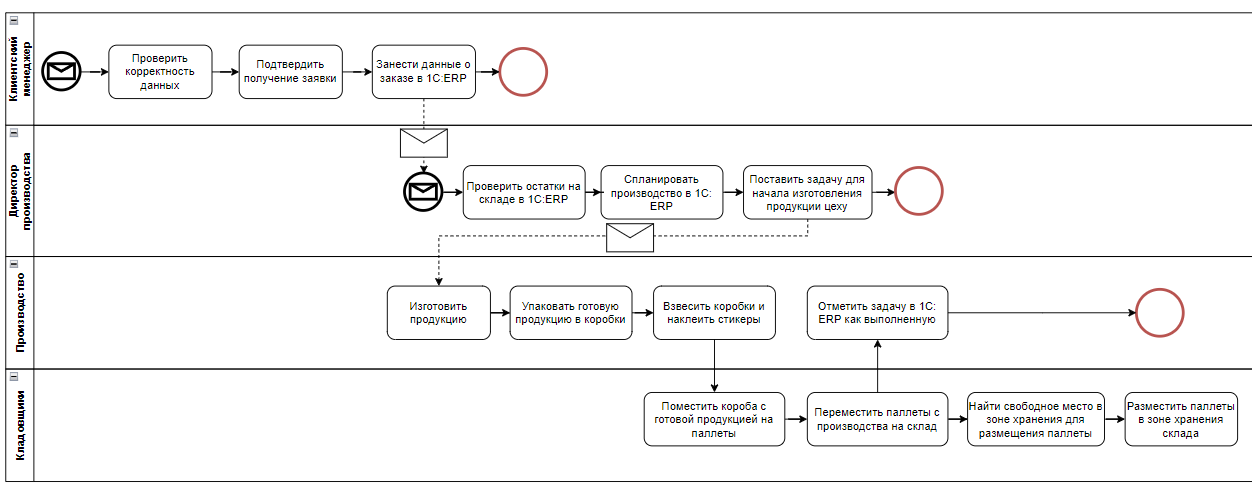 Клиентский
менеджер
Проверить
корректность
данных
Подтвердить
получение заявки
Занести данные о
заказе в 1С:ERP
Директор
производства
Проверить остатки на
складе в 1С:ERP
Спланировать
производство в 1С:
ERP
Поставить задачу для
начала изготовления
продукции цеху
Производство
Изготовить
продукцию
Упаковать готовую
продукцию в коробки
Взвесить коробки и
наклеить стикеры
Отметить задачу в 1С:
ERP как выполненную
Кладовщики
Поместить короба с
готовой продукцией на
паллеты
Переместить паллеты с
производства на склад
Найти свободное место в
зоне хранения для
размещения паллеты
Разместить паллеты
в зоне хранения
склада